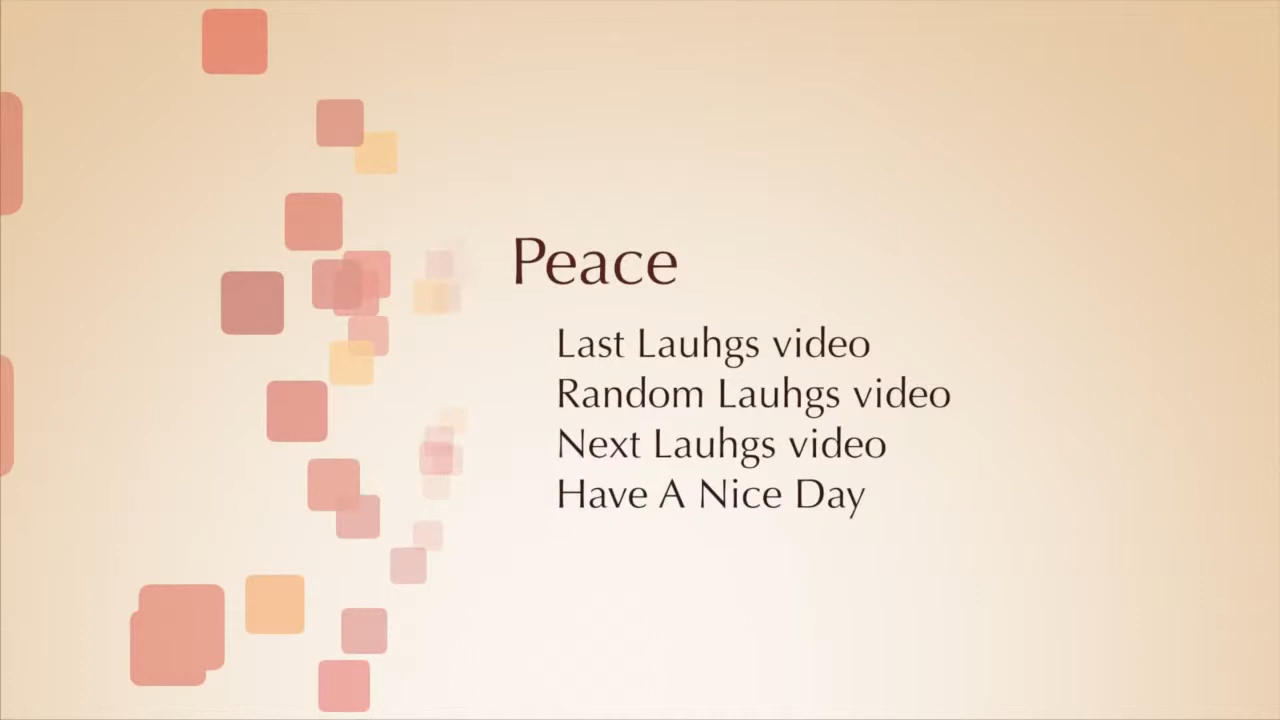 Peace
Last Lauhgs video
Random Lauhgs video
Next Lauhgs video
Have A Nice Day